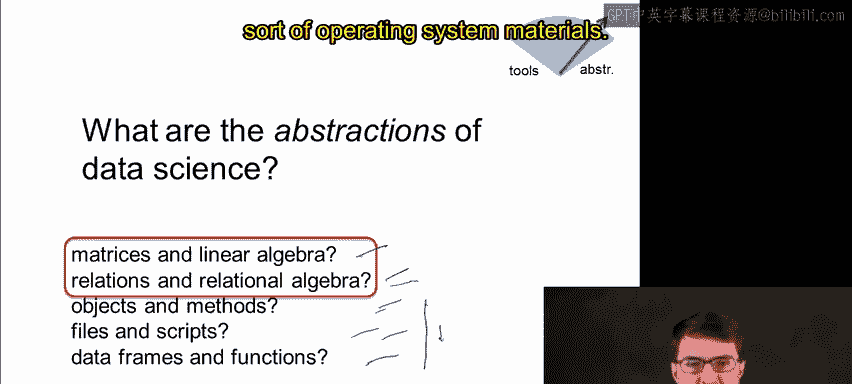 sort of operating system materials.
GPT中英字幕课程资源@bilibili.com
tools
abstr.
What are the abstractions of
data science?
matrices and linear algebra?
relations and relational algebra?
objects and methods?
files and scripts?
data frames and functions?